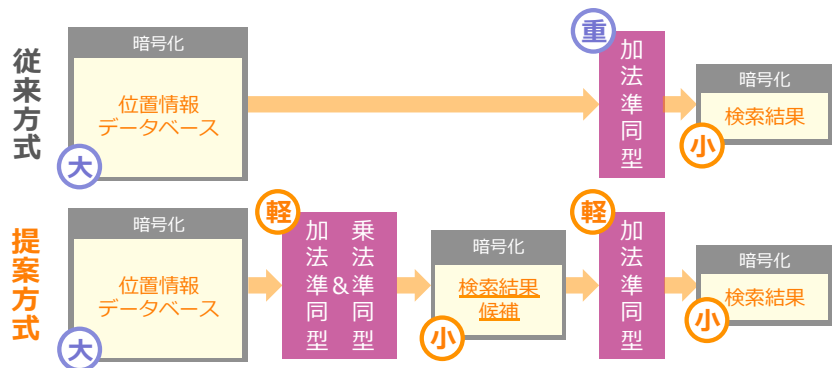 従来方式
暗号化
位置情報
データベース
大
重
加法準同型
暗号化
検索結果
小
提案方式
暗号化
位置情報
データベース
大
軽
乗法準同型
&
加法準同型
暗号化
検索結果
候補
小
軽
加法準同型
暗号化
検索結果
小